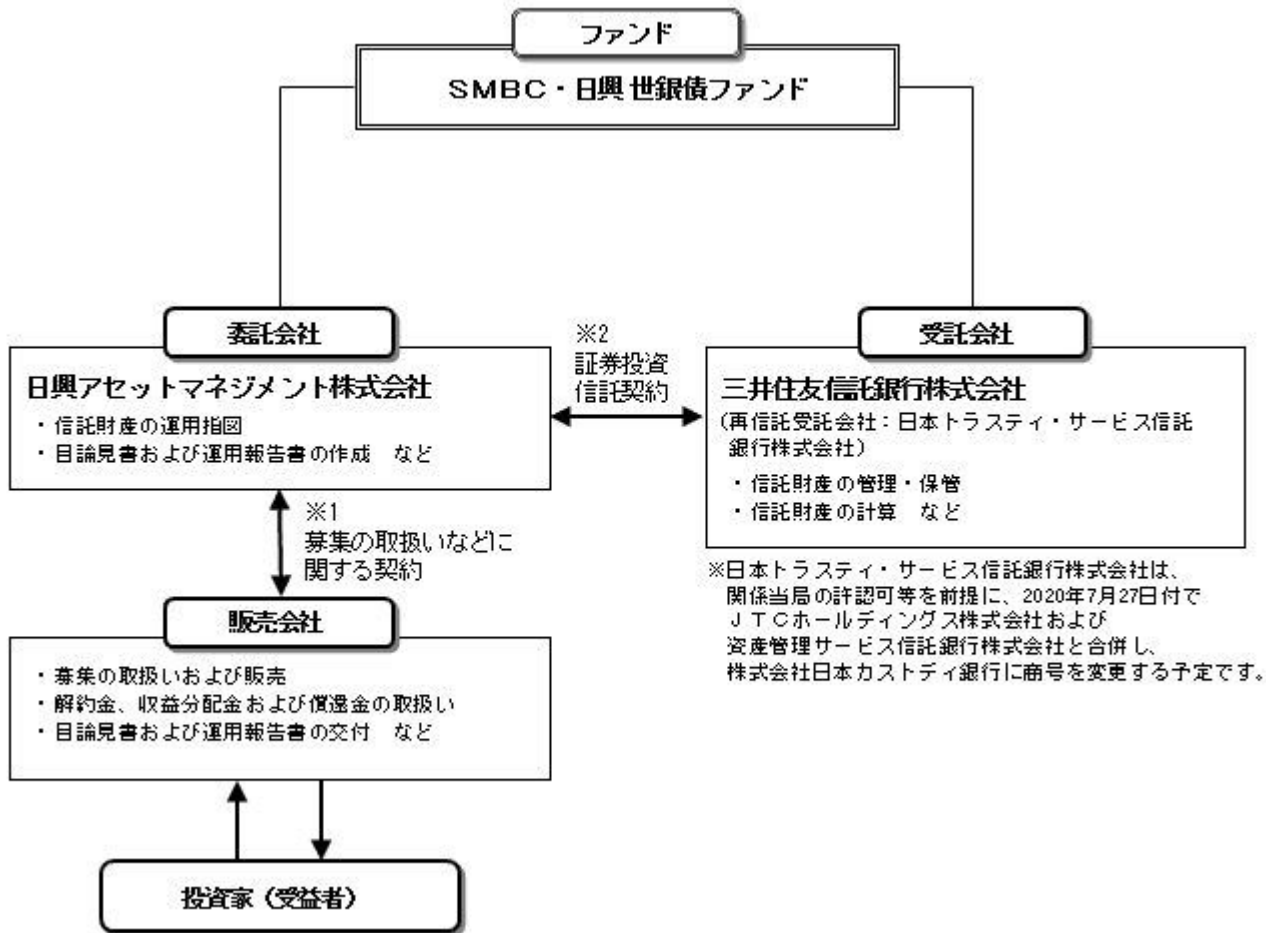 ファンド
SMBC・日興世銀債ファンド
委託会社
日興アセットマネジメント株式会社
・信託財産の運用指図
・目論見書および運用報告書の作成　など
※2
証券投資
信託契約
受託会社
三井住友信託銀行株式会社
(再信託受託会社：日本トラスティ・サービス信託
銀行株式会社)
・信託財産の管理・保管
・信託財産の計算　など
※日本トラスティ・サービス信託銀行株式会社は、
関係当局の許認可等を前提に、2020年7月27日付で
ＪＴＣホールディングス株式会社および
資産管理サービス信託銀行株式会社と合併し、
株式会社日本カストディ銀行に商号を変更する予定です。
※1
募集の取扱いなどに
関する契約
販売会社
・募集の取扱いおよび販売
・解約金、収益分配金および償還金の取扱い
・目論見書および運用報告書の交付　など
投資家（受益者）